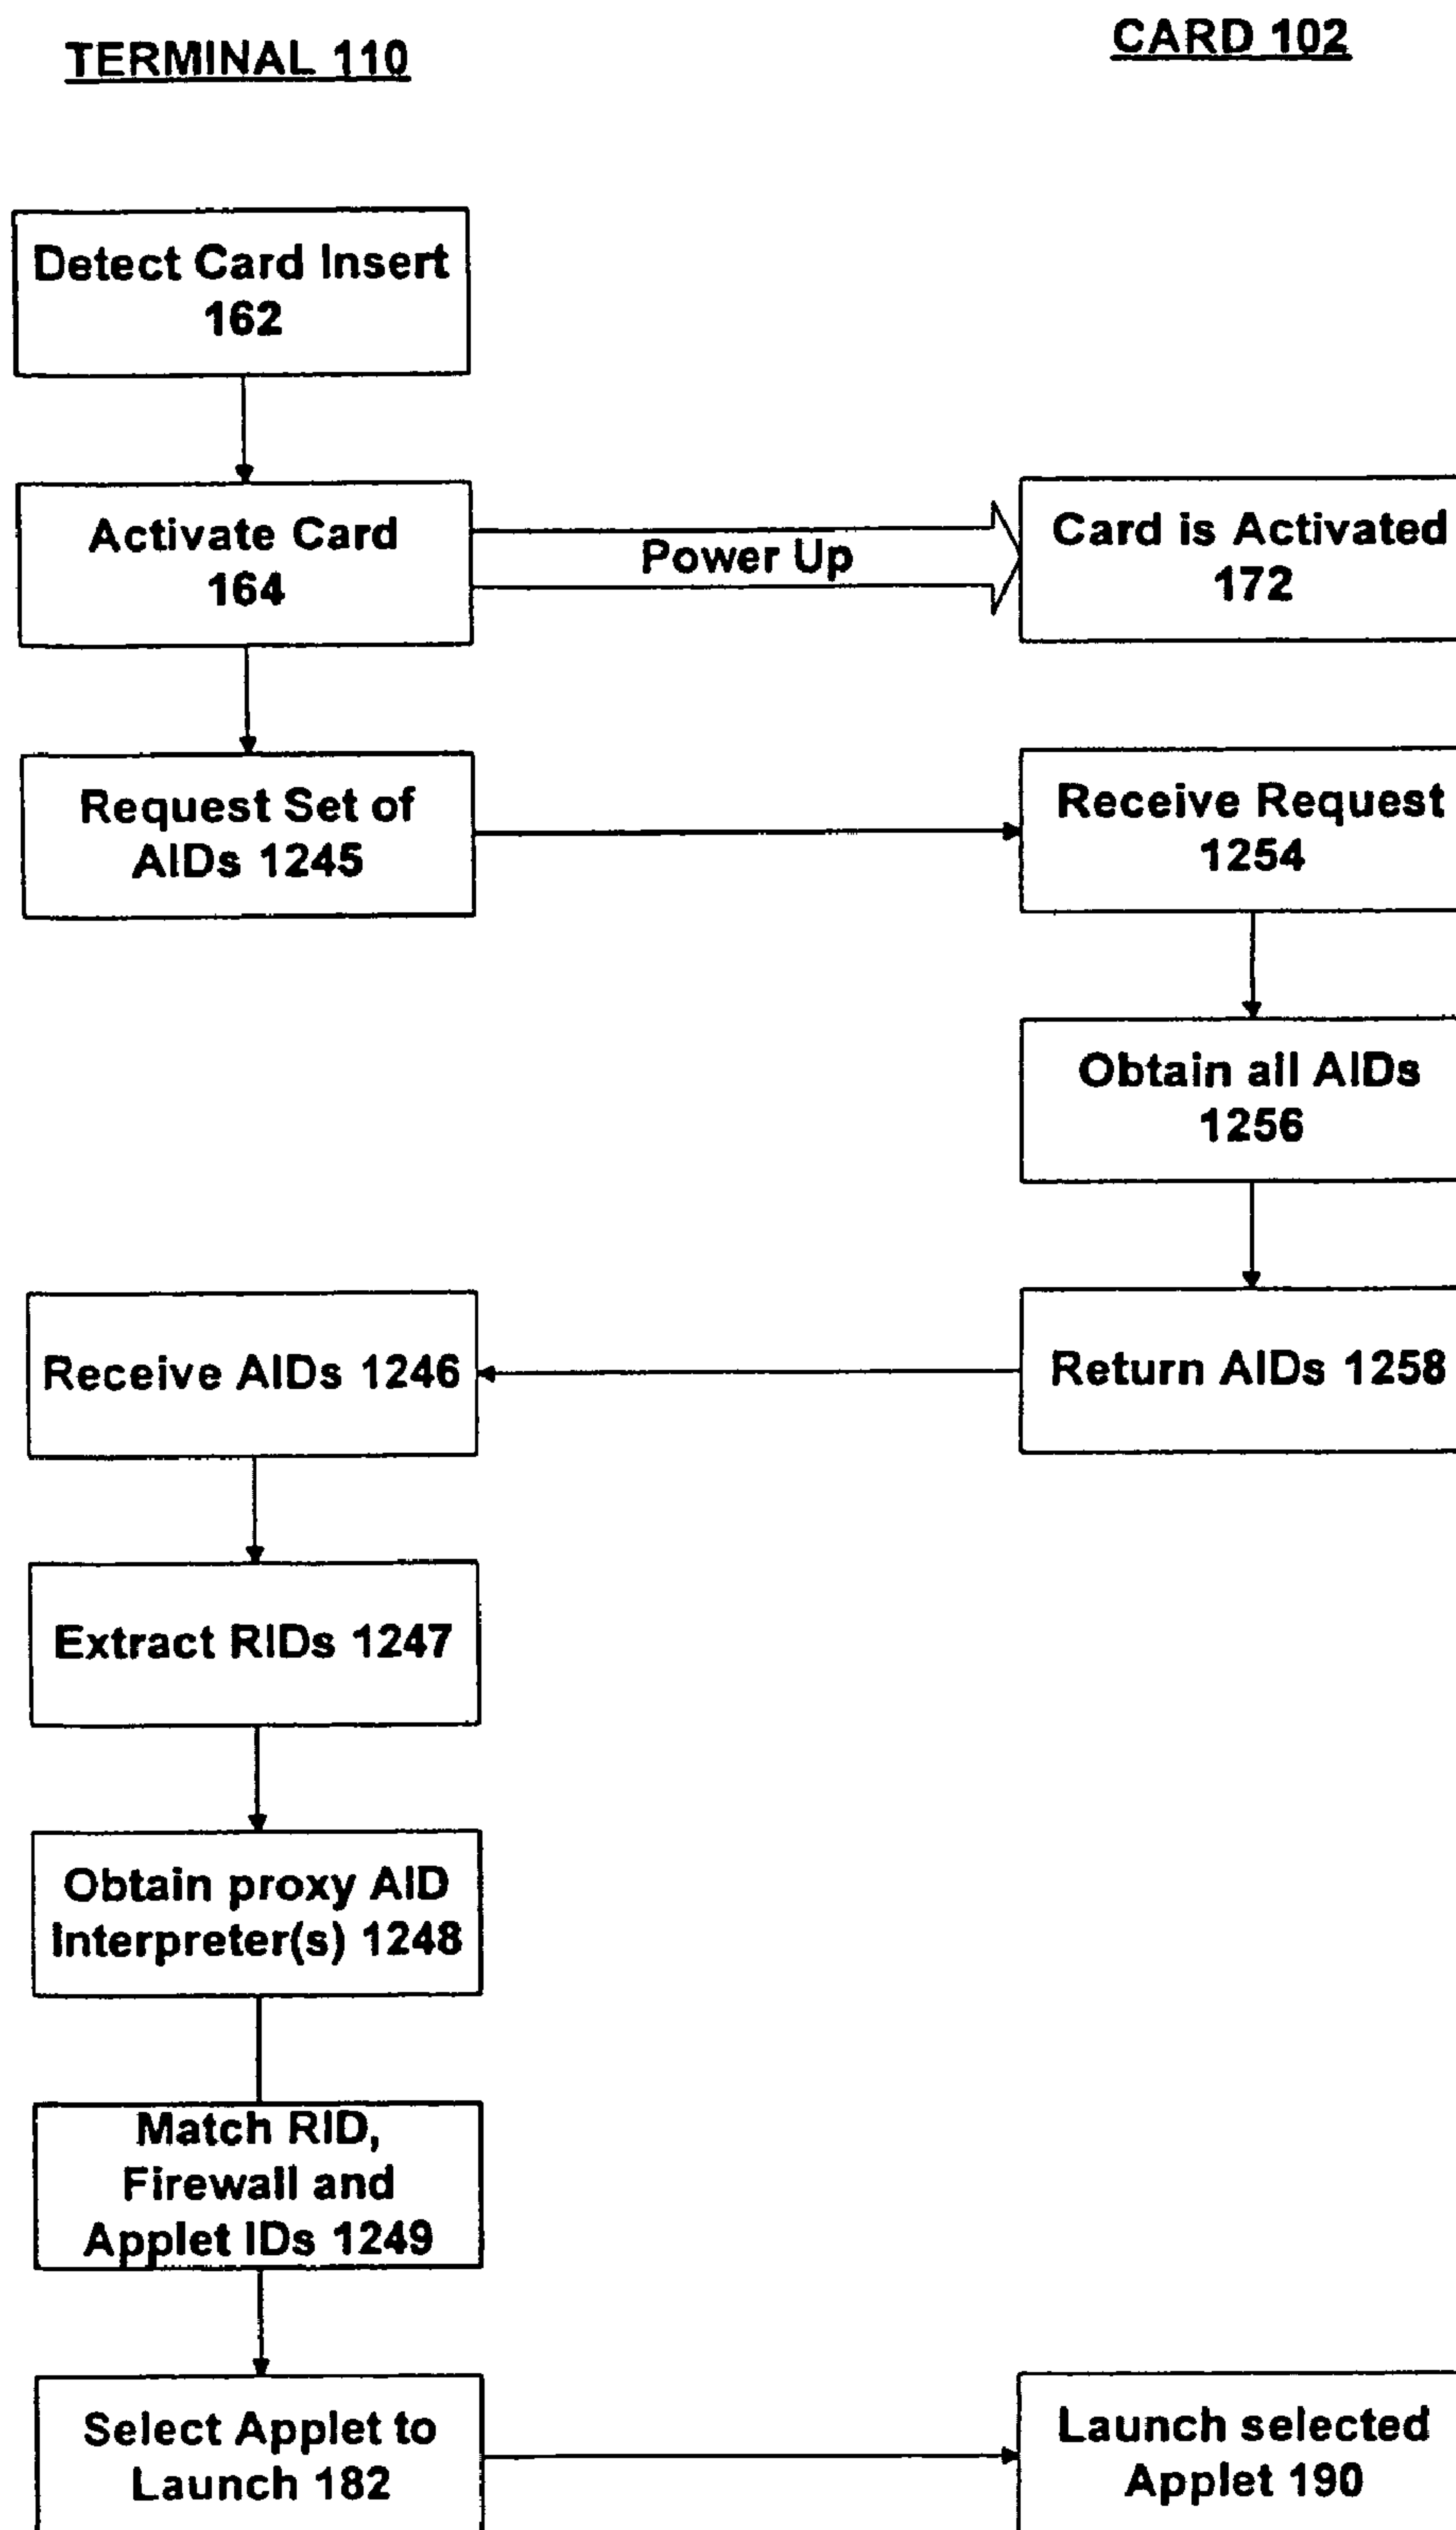 TERMINAL 110
CARD 102
Detect Card Insert
162
Activate Card
164
Power Up
Card is Activated
172
Request Set of
AIDs 1245
Receive Request
1254
Obtain all AIDs
1256
Receive AIDs 1246
Return AIDs 1258
Extract RIDs 1247
Obtain proxy AID
Interpreter(s) 1248
Match RID,
Firewall and
Applet IDs 1249
Select Applet to
Launch 182
Launch selected
Applet 190